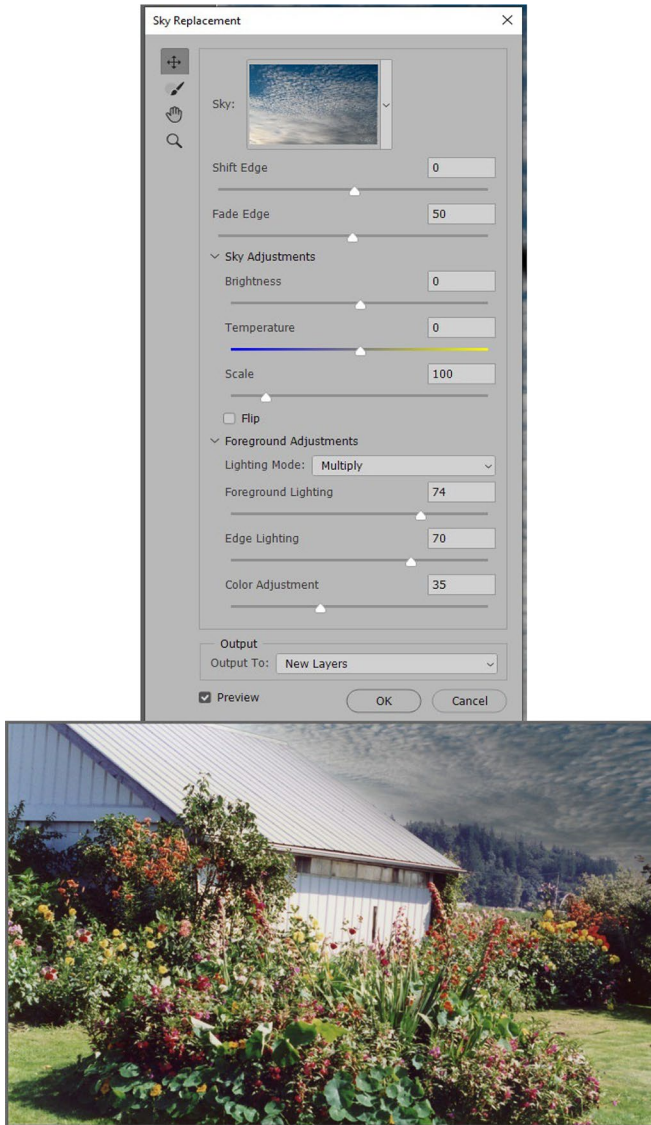 Sky Replacement
Sky:
Shift Edge 0
Fade Edge 50
Sky Adjustments
Brightness 0
Temperature 0
Scale 100
Flip
Foreground Adjustments
Lighting Mode: Multiply
Foreground Lighting 74
Edge Lighting 70
Color Adjustment 35
Output
Output To: New Layers
Preview OK Cancel